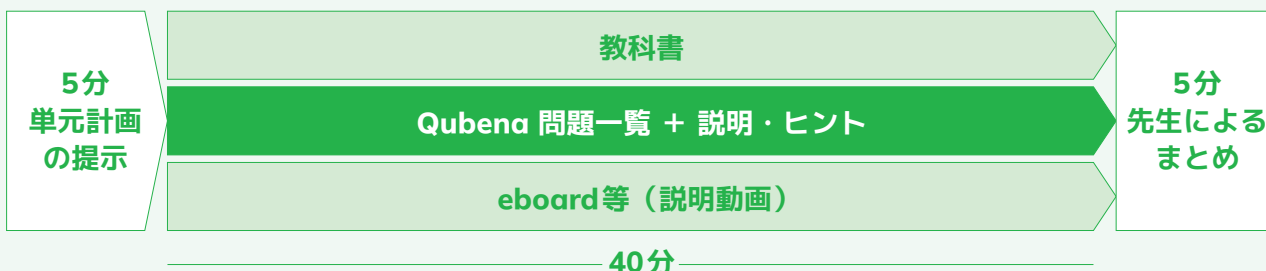 5分
単元計画
の提示
教科書
Qubena 問題一覧 ＋ 説明・ヒント
eboard等（説明動画）
40分
5分
先生による
まとめ